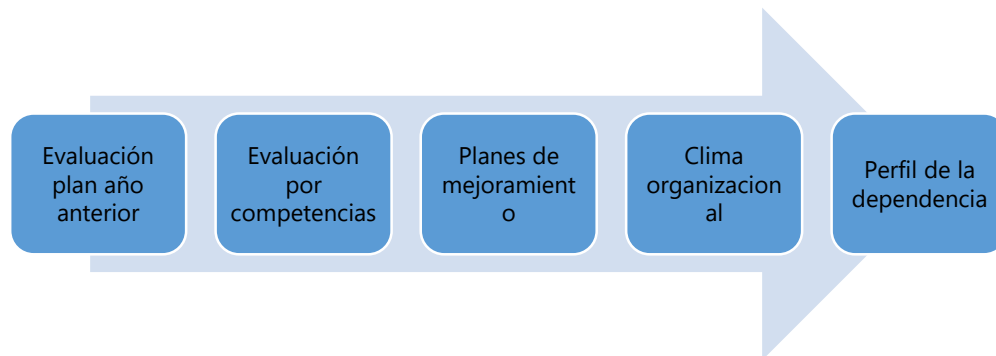 Evaluación
plan año
anterior
Evaluación
por
competencias
Planes de
mejoramient
o
Clima
organizacion
al
Perfil de la
dependencia